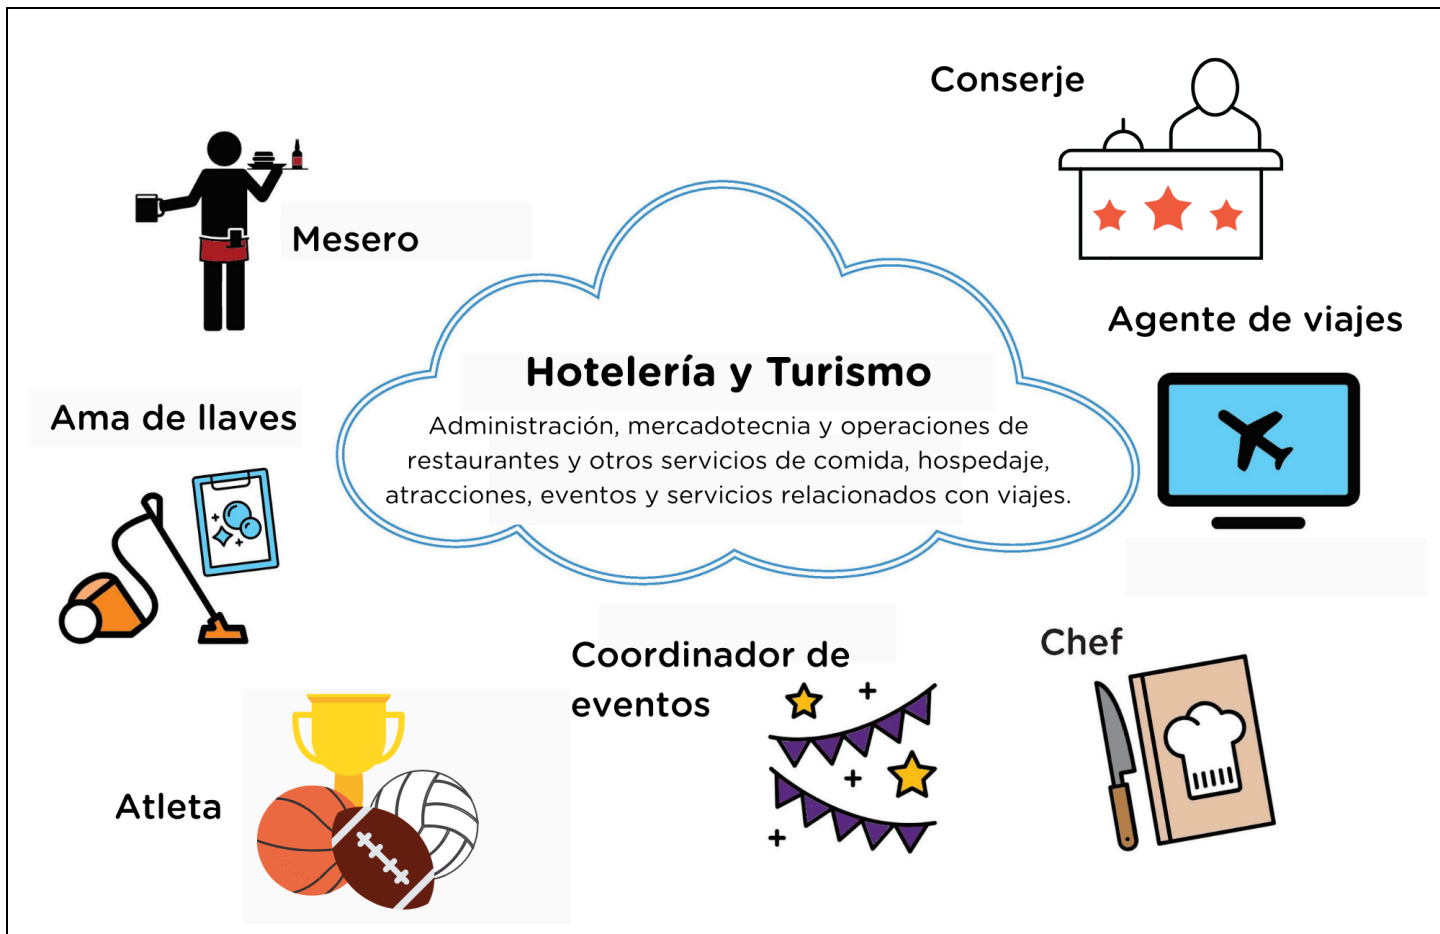 Conserje
Mesero
Agente de viajes
Hotelería y Turismo
Administración, mercadotecnia y operaciones de
restaurantes y otros servicios de comida, hospedaje,
atracciones, eventos y servicios relacionados con viajes.
Ama de llaves
Coordinador de
eventos
Chef
Atleta